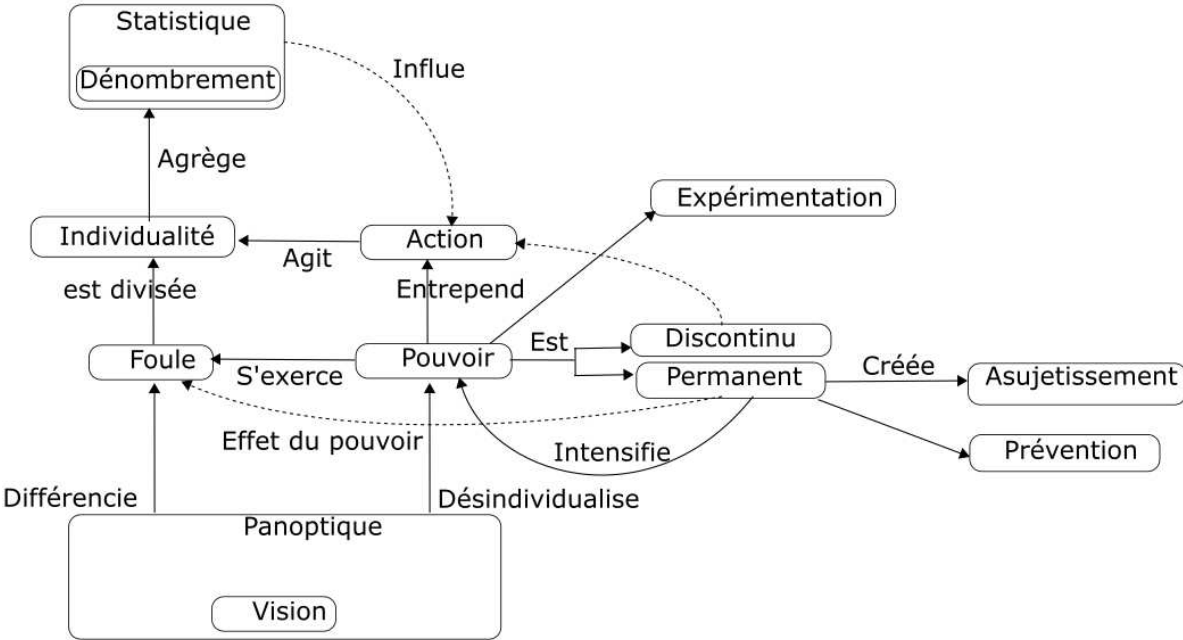 Statistique
Dénombrement
Influe
Agrège
Expérimentation
Individualité
Action
Agit
est divisée
Entrepend
Est
Discontinu
Foule
Pouvoir
S'exerce
Permanent
Créée
Asujetissement
Effet du pouvoir
Intensifie
Prévention
Différencie
Désindividualise
Panoptique
Vision